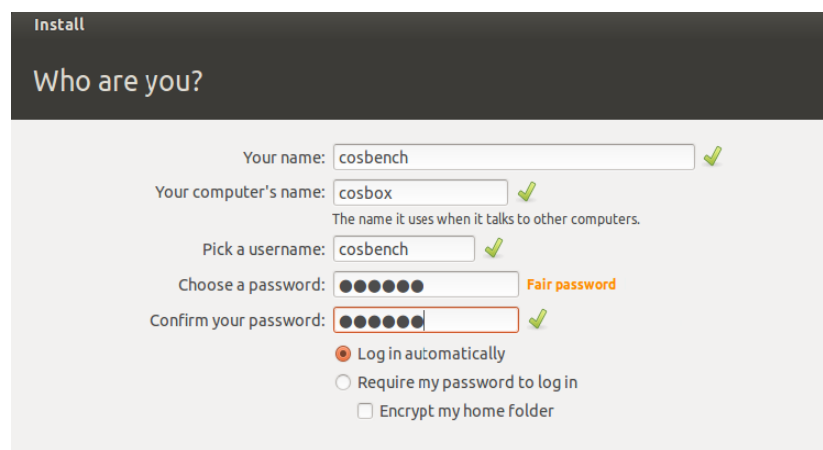 Install
Who are you?
Your name: cosbench
Your computer's name: cosbox
The name it uses when it talks to other computers.
Pick a username: cosbench
Choose a password: ●●●●●● Fair password
Confirm your password: ●●●●●●
Log in automatically
Require my password to log in
Encrypt my home folder